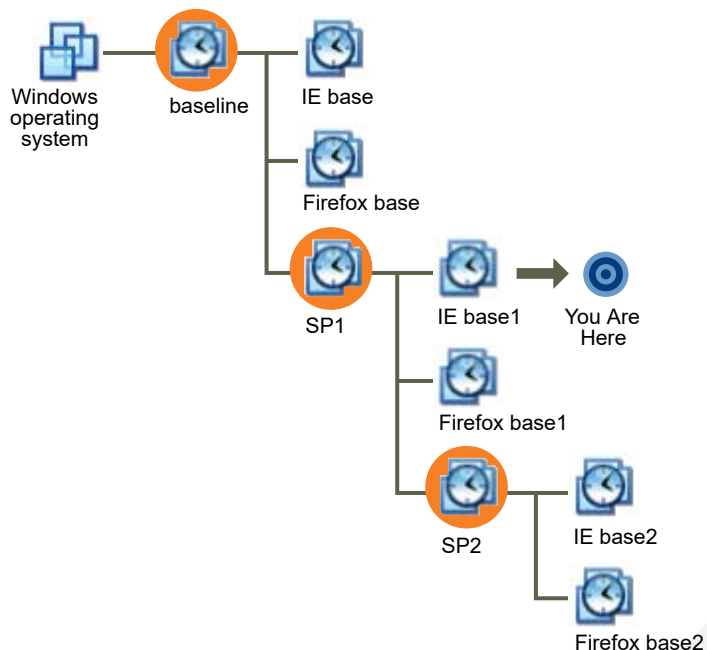 Windows
operating
system
baseline
IE base
Firefox base
SP1
IE base1
You Are
Here
Firefox base1
SP2
IE base2
Firefox base2